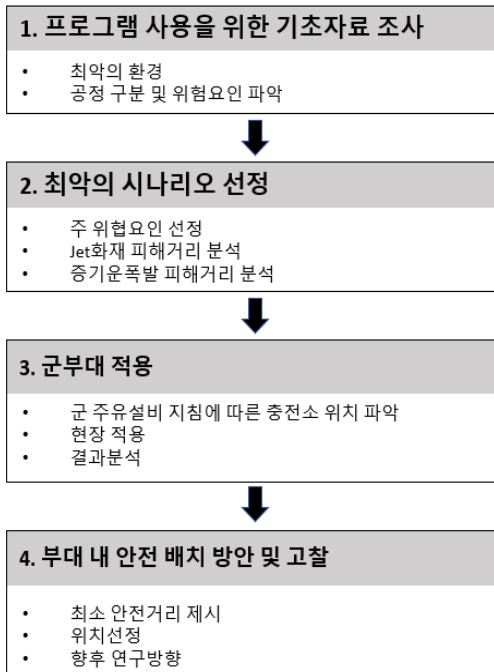 1. 프로그램 사용을 위한 기초자료 조사
• 최악의 환경
• 공정 구분 및 위험요인 파악
2. 최악의 시나리오 선정
• 주 위협요인 선정
• Jet화재 피해거리 분석
• 증기운폭발 피해거리 분석
3. 군부대 적용
• 군 주유설비 지침에 따른 충전소 위치 파악
• 현장 적용
• 결과분석
4. 부대 내 안전 배치 방안 및 고찰
• 최소 안전거리 제시
• 위치선정
• 향후 연구방향